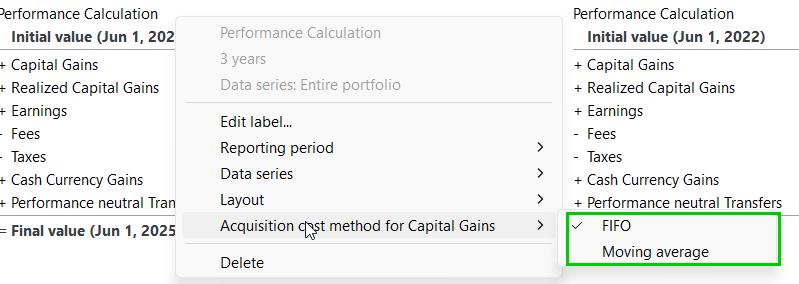 Performance Calculation
Initial value (Jun 1, 202
+ Capital Gains
+ Realized Capital Gains
+ Earnings
- Fees
- Taxes
+ Cash Currency Gains
+ Performance neutral Tran
= Final value (Jun 1, 2025
Performance Calculation
3 years
Data series: Entire portfolio
Edit label...
Reporting period
Data series
Layout
Acquisition cost method for Capital Gains
Delete
FIFO
Moving average
Performance Calculation
Initial value (Jun 1, 2022)
+ Capital Gains
+ Realized Capital Gains
+ Earnings
- Fees
- Taxes
+ Cash Currency Gains
+ Performance neutral Transfers